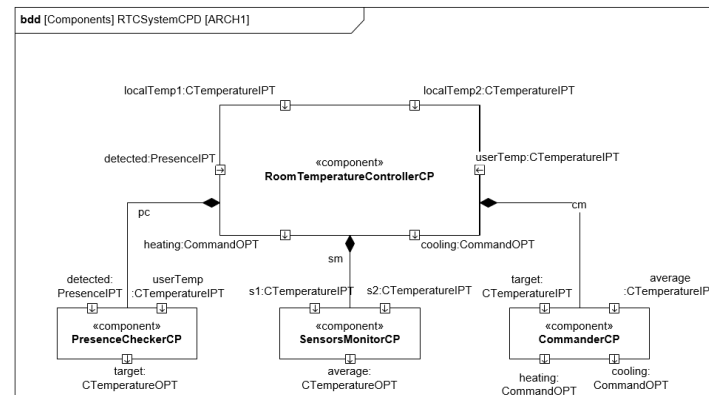 bdd [Components] RTCSystemCPD [ARCH1]
localTemp1:CTemperatureIPT
localTemp2:CTemperatureIPT
detected:PresenceIPT
«component»
RoomTemperatureControllerCP
userTemp:CTemperatureIPT
pc
cm
heating:CommandOPT
cooling:CommandOPT
sm
detected:
PresenceIPT
userTemp
:CTemperatureIPT
s1:CTemperatureIPT
s2:CTemperatureIPT
target:
CTemperatureIPT
average
:CTemperatureIP
«component»
PresenceCheckerCP
«component»
SensorsMonitorCP
«component»
CommanderCP
target:
CTemperatureOPT
average:
CTemperatureOPT
heating:
CommandOPT
cooling:
CommandOPT